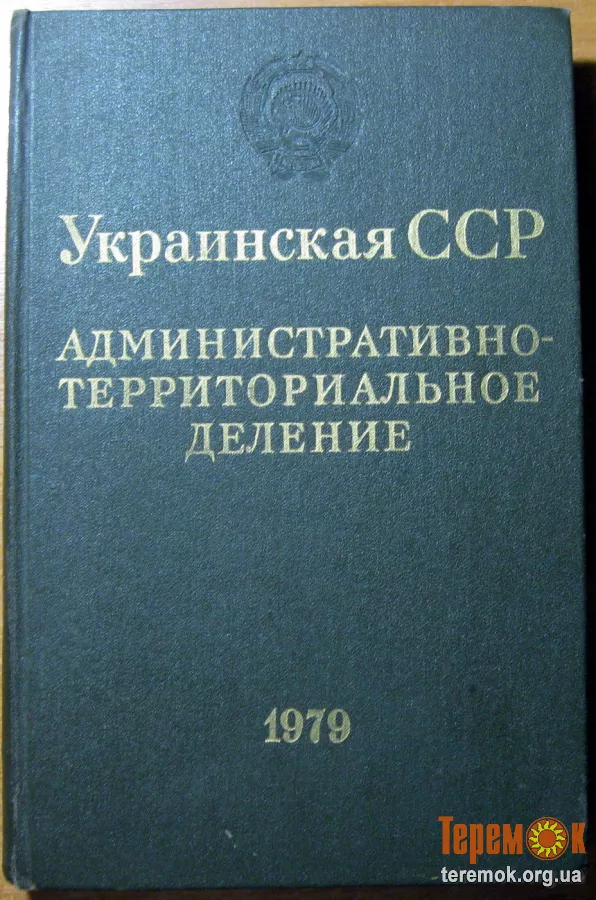 Украинская ССР
АДМИНИСТРАТИВНО-
ТЕРРИТОРИАЛЬНОЕ
ДЕЛЕНИЕ
1979
Теремок
teremok.org.ua